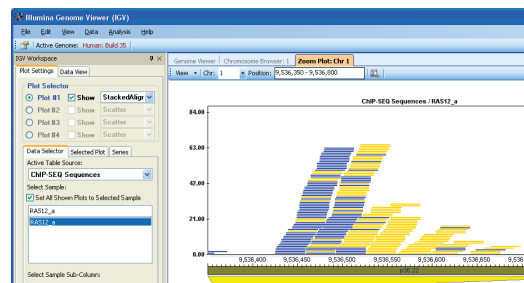 Illumina Genome Viewer (IGV)
File Edit View Data Analysis Help
Active Genome: Human: Build 35
IGV Workspace
Plot Settings Data View
Plot Selector
Plot #1 Show StackedAlignr
Plot #2 Show Scatter
Plot #3 Show Scatter
Plot #4 Show Scatter
Data Selector Selected Plot Series
Active Table Source:
ChIP-SEQ Sequences
Select Sample:
Set All Shown Plots to Selected Sample
RAS12_a
RAS12_a
Select Sample Sub-Column:
Genome Viewer Chromosome Browser: 1 Zoom Plot: Chr 1
View Chr: 1 Position: 9,536,350 - 9,536,800
ChIP-SEQ Sequences / RAS12_a
84.00
63.00
42.00
21.00
0.00
9,536,400 9,536,450 9,536,500 9,536,550 9,536,600 9,536,650 9,536
p36.22